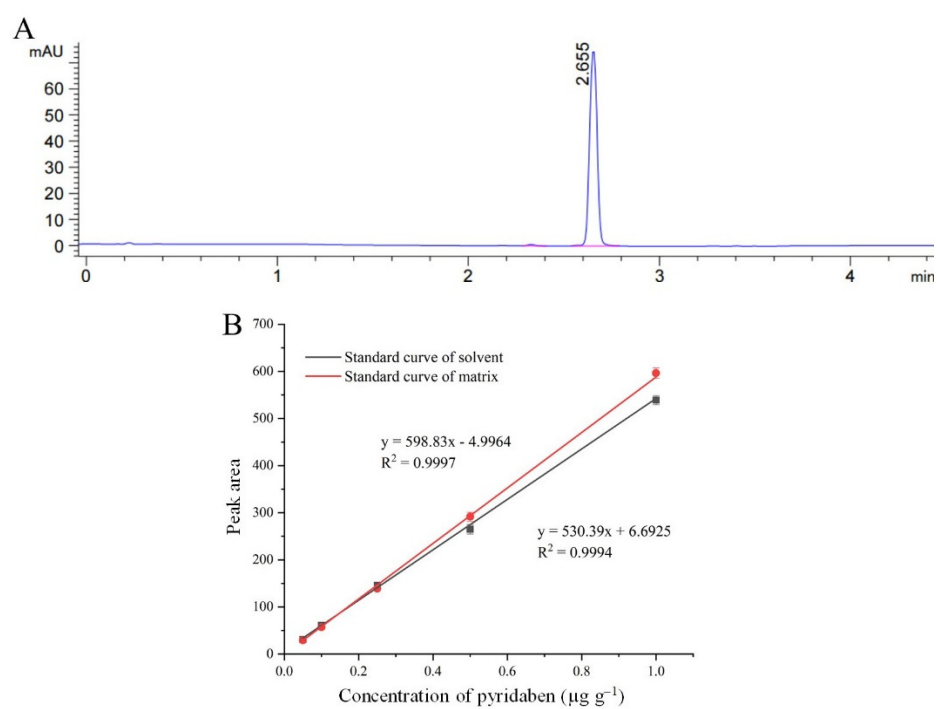 A
mAU
60
50
40
30
20
10
0
2.655
0 1 2 3 4 min
B
700
600
500
400
300
200
100
0
Peak area
Standard curve of solvent
Standard curve of matrix
y = 598.83x - 4.9964
R² = 0.9997
y = 530.39x + 6.6925
R² = 0.9994
0.0 0.2 0.4 0.6 0.8 1.0
Concentration of pyridaben (µg g⁻¹)